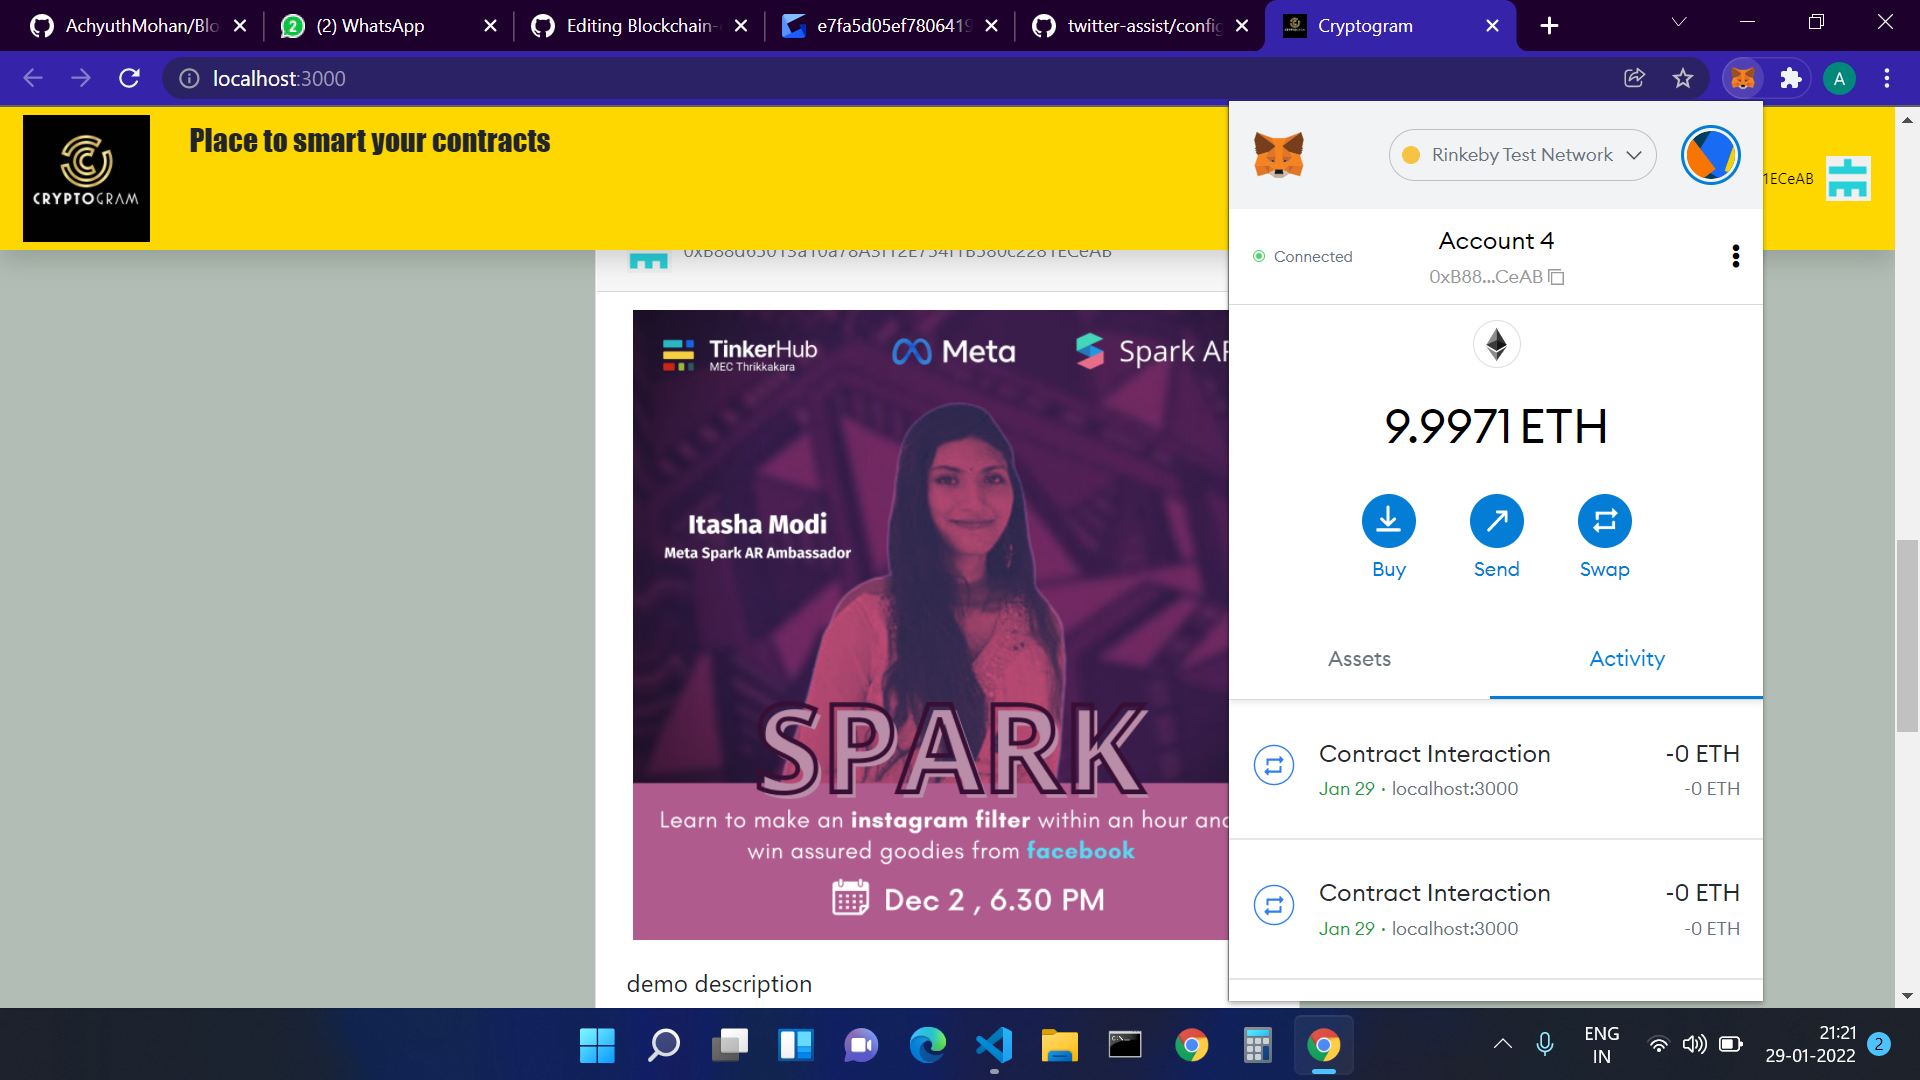 AchyuthMohan/Blo
(2) WhatsApp
Editing Blockchain-
e7fa5d05ef7806419
twitter-assist/config
Cryptogram
localhost:3000
A
CRYPTOGRAM
Place to smart your contracts
1ECeAB
Rinkeby Test Network
Connected
Account 4
0xB88...CeAB
9.9971 ETH
Buy
Send
Swap
Assets
Activity
Contract Interaction
-0 ETH
Jan 29 · localhost:3000
-0 ETH
Contract Interaction
-0 ETH
Jan 29 · localhost:3000
-0 ETH
TinkerHub
MEC Thrikkakara
Meta
Spark AR
Itasha Modi
Meta Spark AR Ambassador
SPARK
Learn to make an instagram filter within an hour and
win assured goodies from facebook
Dec 2 , 6.30 PM
demo description
ENG
IN
21:21
29-01-2022
2